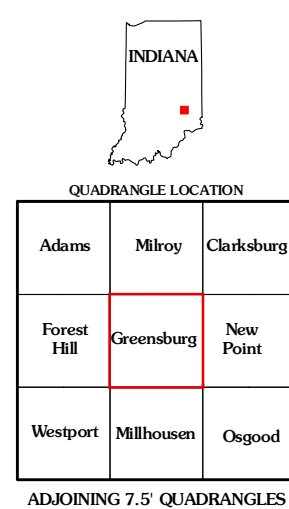 INDIANA
QUADRANGLE LOCATION
Adams Milroy Clarksburg
Forest Hill Greensburg New Point
Westport Millhousen Osgood
ADJOINING 7.5' QUADRANGLES